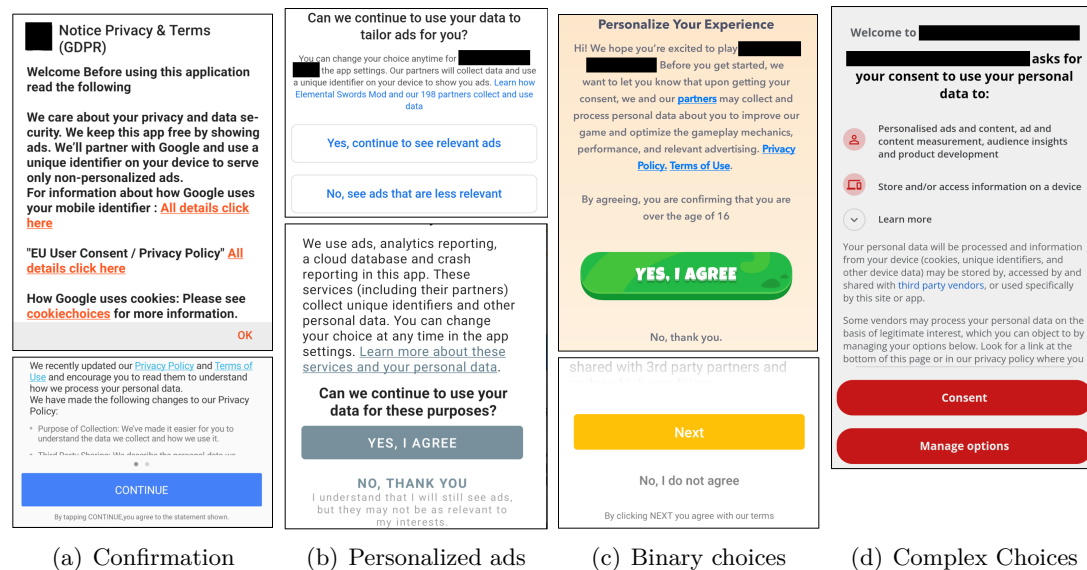 Notice Privacy & Terms
(GDPR)
Welcome Before using this application
read the following
We care about your privacy and data se-
curity. We keep this app free by showing
ads. We'll partner with Google and use a
unique identifier on your device to serve
only non-personalized ads.
For information about how Google uses
your mobile identifier : All details click
here
"EU User Consent / Privacy Policy" All
details click here
How Google uses cookies: Please see
cookiechoices for more information.
OK
We recently updated our Privacy Policy and Terms of
Use and encourage you to read them to understand
how we process your personal data.
We have made the following changes to our Privacy
Policy:
• Purpose of Collection: We've made it easier for you to
understand the data we collect and how we use it.
• Third Party Sharing: We describe the personal data we
CONTINUE
By tapping CONTINUE,you agree to the statement shown.
(a) Confirmation
Can we continue to use your data to
tailor ads for you?
You can change your choice anytime for
the app settings. Our partners will collect data and use
a unique identifier on your device to show you ads. Learn how
Elemental Swords Mod and our 198 partners collect and use
data
Yes, continue to see relevant ads
No, see ads that are less relevant
We use ads, analytics reporting,
a cloud database and crash
reporting in this app. These
services (including their partners)
collect unique identifiers and other
personal data. You can change
your choice at any time in the app
settings. Learn more about these
services and your personal data.
Can we continue to use your
data for these purposes?
YES, I AGREE
NO, THANK YOU
I understand that I will still see ads,
but they may not be as relevant to
my interests.
(b) Personalized ads
Personalize Your Experience
Hi! We hope you're excited to play
Before you get started, we
want to let you know that upon getting your
consent, we and our partners may collect and
process personal data about you to improve our
game and optimize the gameplay mechanics,
performance, and relevant advertising. Privacy
Policy. Terms of Use.
By agreeing, you are confirming that you are
over the age of 16
YES, I AGREE
No, thank you.
shared with 3rd party partners and
Next
No, I do not agree
By clicking NEXT you agree with our terms
(c) Binary choices
Welcome to
asks for
your consent to use your personal
data to:
Personalised ads and content, ad and
content measurement, audience insights
and product development
Store and/or access information on a device
Learn more
Your personal data will be processed and information
from your device (cookies, unique identifiers, and
other device data) may be stored by, accessed by and
shared with third party vendors, or used specifically
by this site or app.
Some vendors may process your personal data on the
basis of legitimate interest, which you can object to by
managing your options below. Look for a link at the
bottom of this page or in our privacy policy where you
Consent
Manage options
(d) Complex Choices